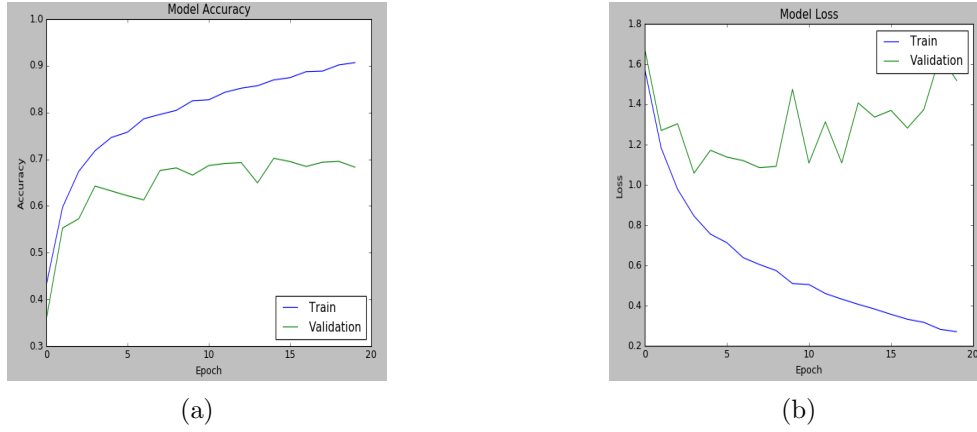 Model Accuracy
1.0
0.9
0.8
0.7
0.6
0.5
0.4
0.3
Accuracy
0 5 10 15 20
Epoch
Train
Validation
(a)
Model Loss
1.8
1.6
1.4
1.2
1.0
0.8
0.6
0.4
0.2
Loss
0 5 10 15 20
Epoch
Train
Validation
(b)